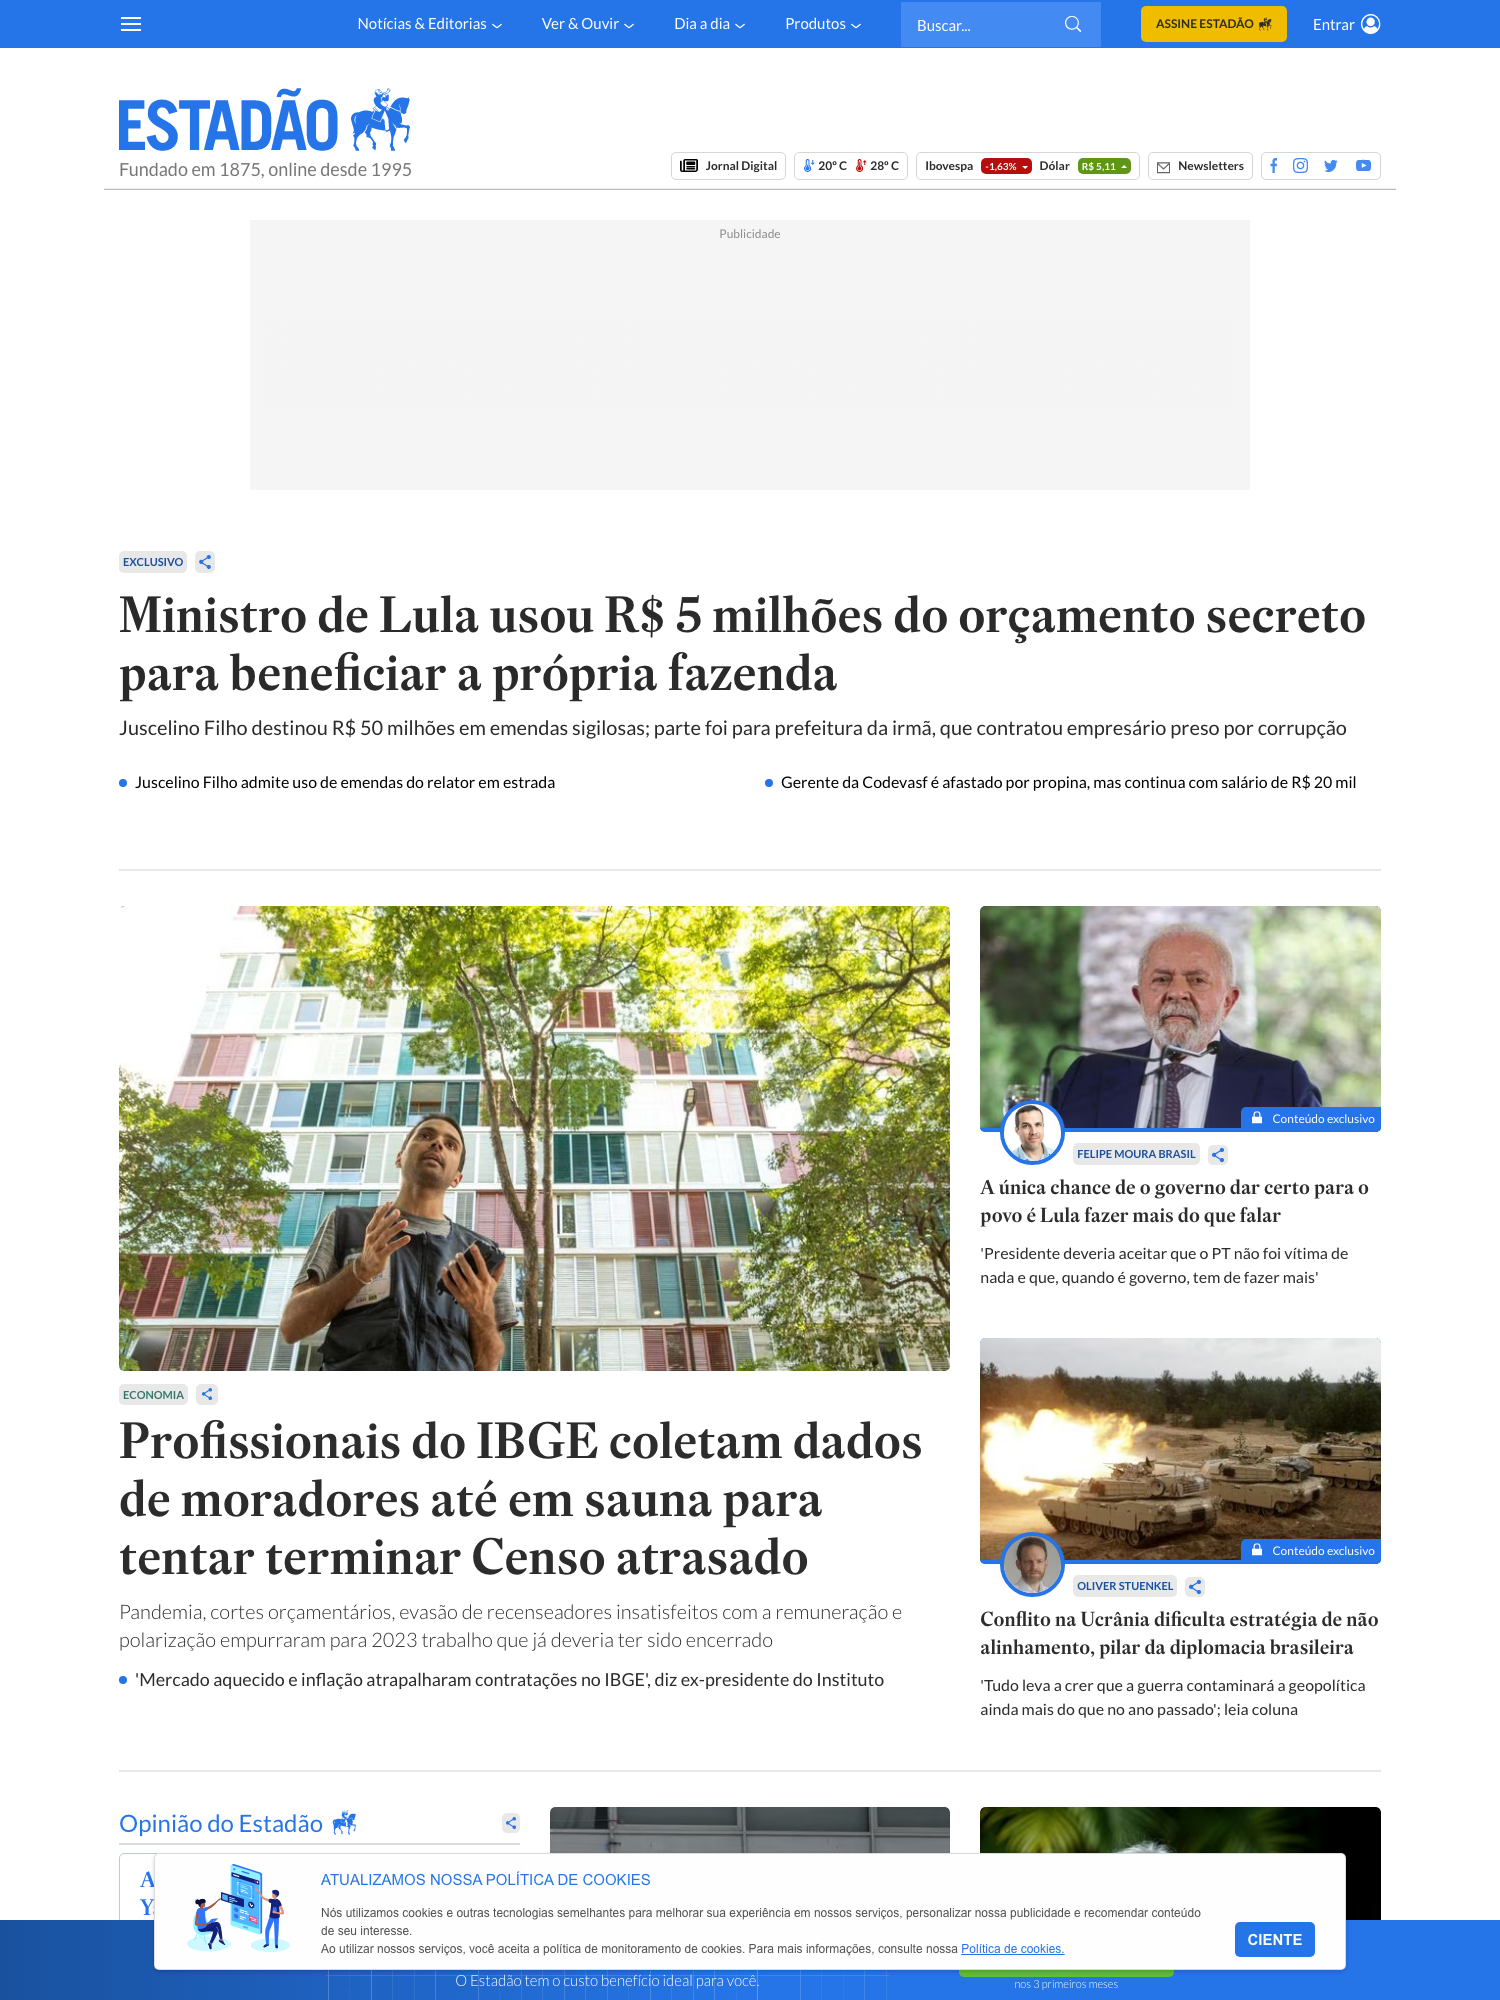 Notícias & Editorias
Ver & Ouvir
Dia a dia
Produtos
Buscar...
ASSINE ESTADÃO
Entrar
ESTADÃO
Fundado em 1875, online desde 1995
Jornal Digital
20º C
28º C
Ibovespa
-1,63%
Dólar
R$ 5,11
Newsletters
Publicidade
EXCLUSIVO
Ministro de Lula usou R$ 5 milhões do orçamento secreto
para beneficiar a própria fazenda
Juscelino Filho destinou R$ 50 milhões em emendas sigilosas; parte foi para prefeitura da irmã, que contratou empresário preso por corrupção
Juscelino Filho admite uso de emendas do relator em estrada
Gerente da Codevasf é afastado por propina, mas continua com salário de R$ 20 mil
ECONOMIA
Profissionais do IBGE coletam dados
de moradores até em sauna para
tentar terminar Censo atrasado
Pandemia, cortes orçamentários, evasão de recenseadores insatisfeitos com a remuneração e
polarização empurraram para 2023 trabalho que já deveria ter sido encerrado
'Mercado aquecido e inflação atrapalharam contratações no IBGE', diz ex-presidente do Instituto
Conteúdo exclusivo
FELIPE MOURA BRASIL
A única chance de o governo dar certo para o
povo é Lula fazer mais do que falar
'Presidente deveria aceitar que o PT não foi vítima de
nada e que, quando é governo, tem de fazer mais'
Conteúdo exclusivo
OLIVER STUENKEL
Conflito na Ucrânia dificulta estratégia de não
alinhamento, pilar da diplomacia brasileira
'Tudo leva a crer que a guerra contaminará a geopolítica
ainda mais do que no ano passado'; leia coluna
Opinião do Estadão
ATUALIZAMOS NOSSA POLÍTICA DE COOKIES
Nós utilizamos cookies e outras tecnologias semelhantes para melhorar sua experiência em nossos serviços, personalizar nossa publicidade e recomendar conteúdo
de seu interesse.
Ao utilizar nossos serviços, você aceita a política de monitoramento de cookies. Para mais informações, consulte nossa Política de cookies.
CIENTE
O Estadão tem o custo benefício ideal para você.
nos 3 primeiros meses